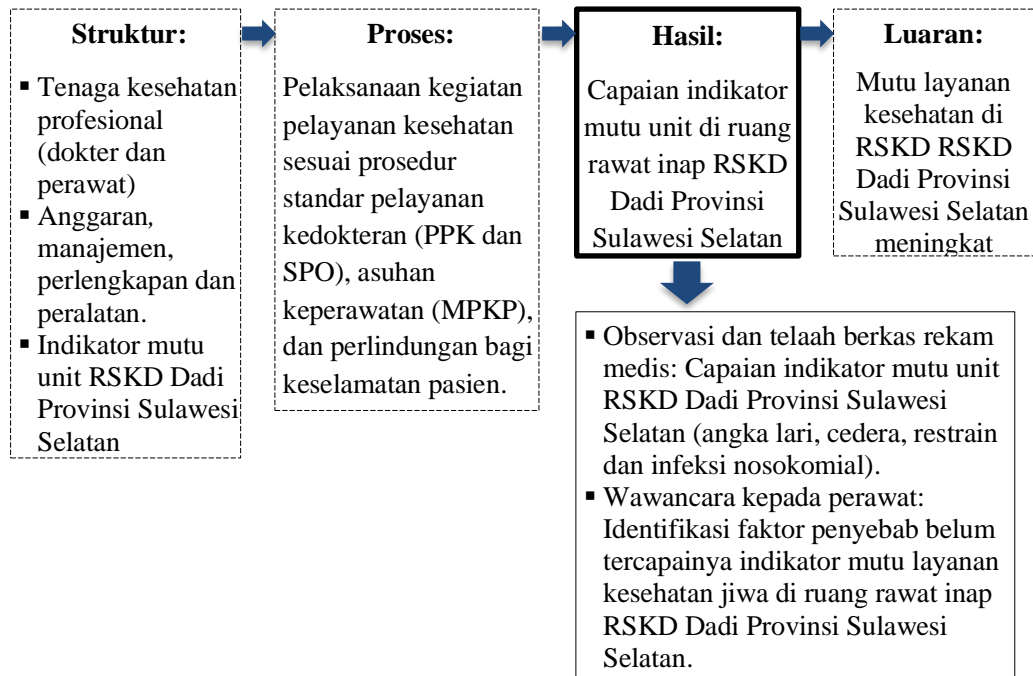 Struktur:
▪ Tenaga kesehatan
profesional
(dokter dan
perawat)
▪ Anggaran,
manajemen,
perlengkapan dan
peralatan.
▪ Indikator mutu
unit RSKD Dadi
Provinsi Sulawesi
Selatan
Proses:
Pelaksanaan kegiatan
pelayanan kesehatan
sesuai prosedur
standar pelayanan
kedokteran (PPK dan
SPO), asuhan
keperawatan (MPKP),
dan perlindungan bagi
keselamatan pasien.
Hasil:
Capaian indikator
mutu unit di ruang
rawat inap RSKD
Dadi Provinsi
Sulawesi Selatan
Luaran:
Mutu layanan
kesehatan di
RSKD RSKD
Dadi Provinsi
Sulawesi Selatan
meningkat
▪ Observasi dan telaah berkas rekam
medis: Capaian indikator mutu unit
RSKD Dadi Provinsi Sulawesi
Selatan (angka lari, cedera, restrain
dan infeksi nosokomial).
▪ Wawancara kepada perawat:
Identifikasi faktor penyebab belum
tercapainya indikator mutu layanan
kesehatan jiwa di ruang rawat inap
RSKD Dadi Provinsi Sulawesi
Selatan.